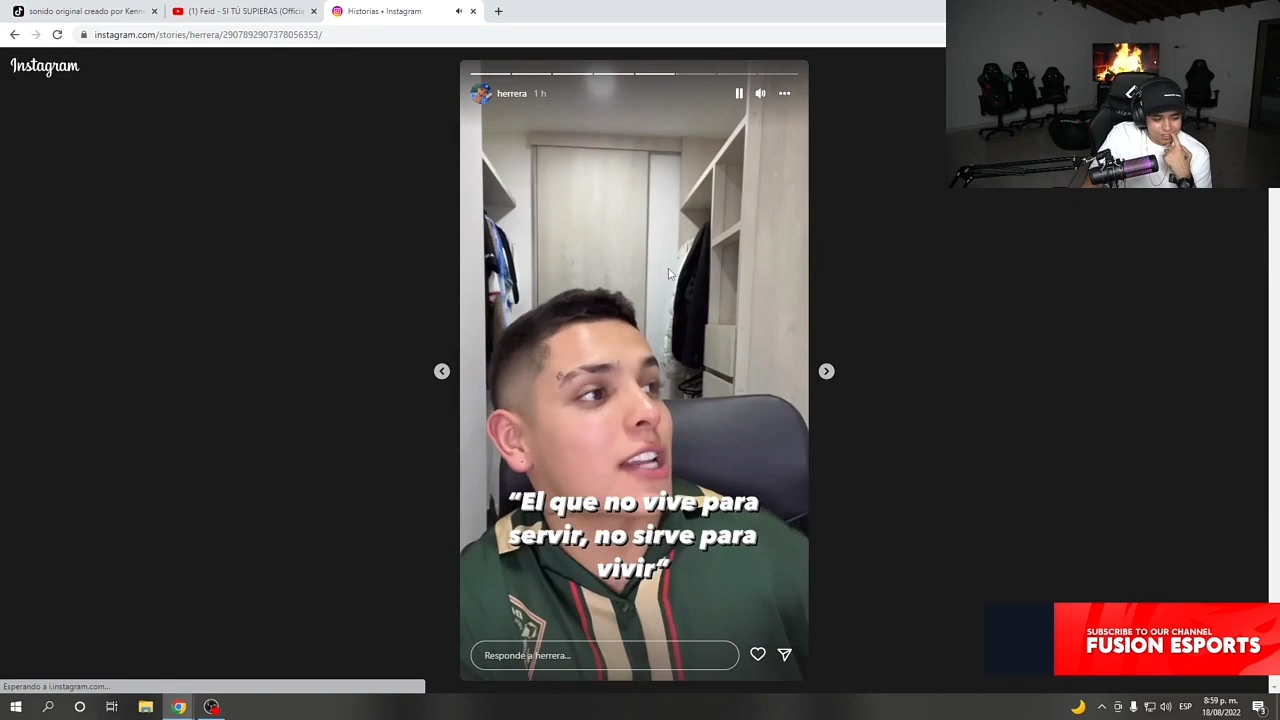 sonido original creado por Kenne
(1) Feid - SI TÚ SUPIERAS (Officia
Historias • Instagram
instagram.com/stories/herrera/2907892907378056353/
Instagram
herrera 1 h
“El que no vive para
servir, no sirve para
vivir”
Responde a herrera...
SUBSCRIBE TO OUR CHANNEL
FUSION ESPORTS
Esperando a i.instagram.com...
ESP
8:59 p. m.
18/08/2022